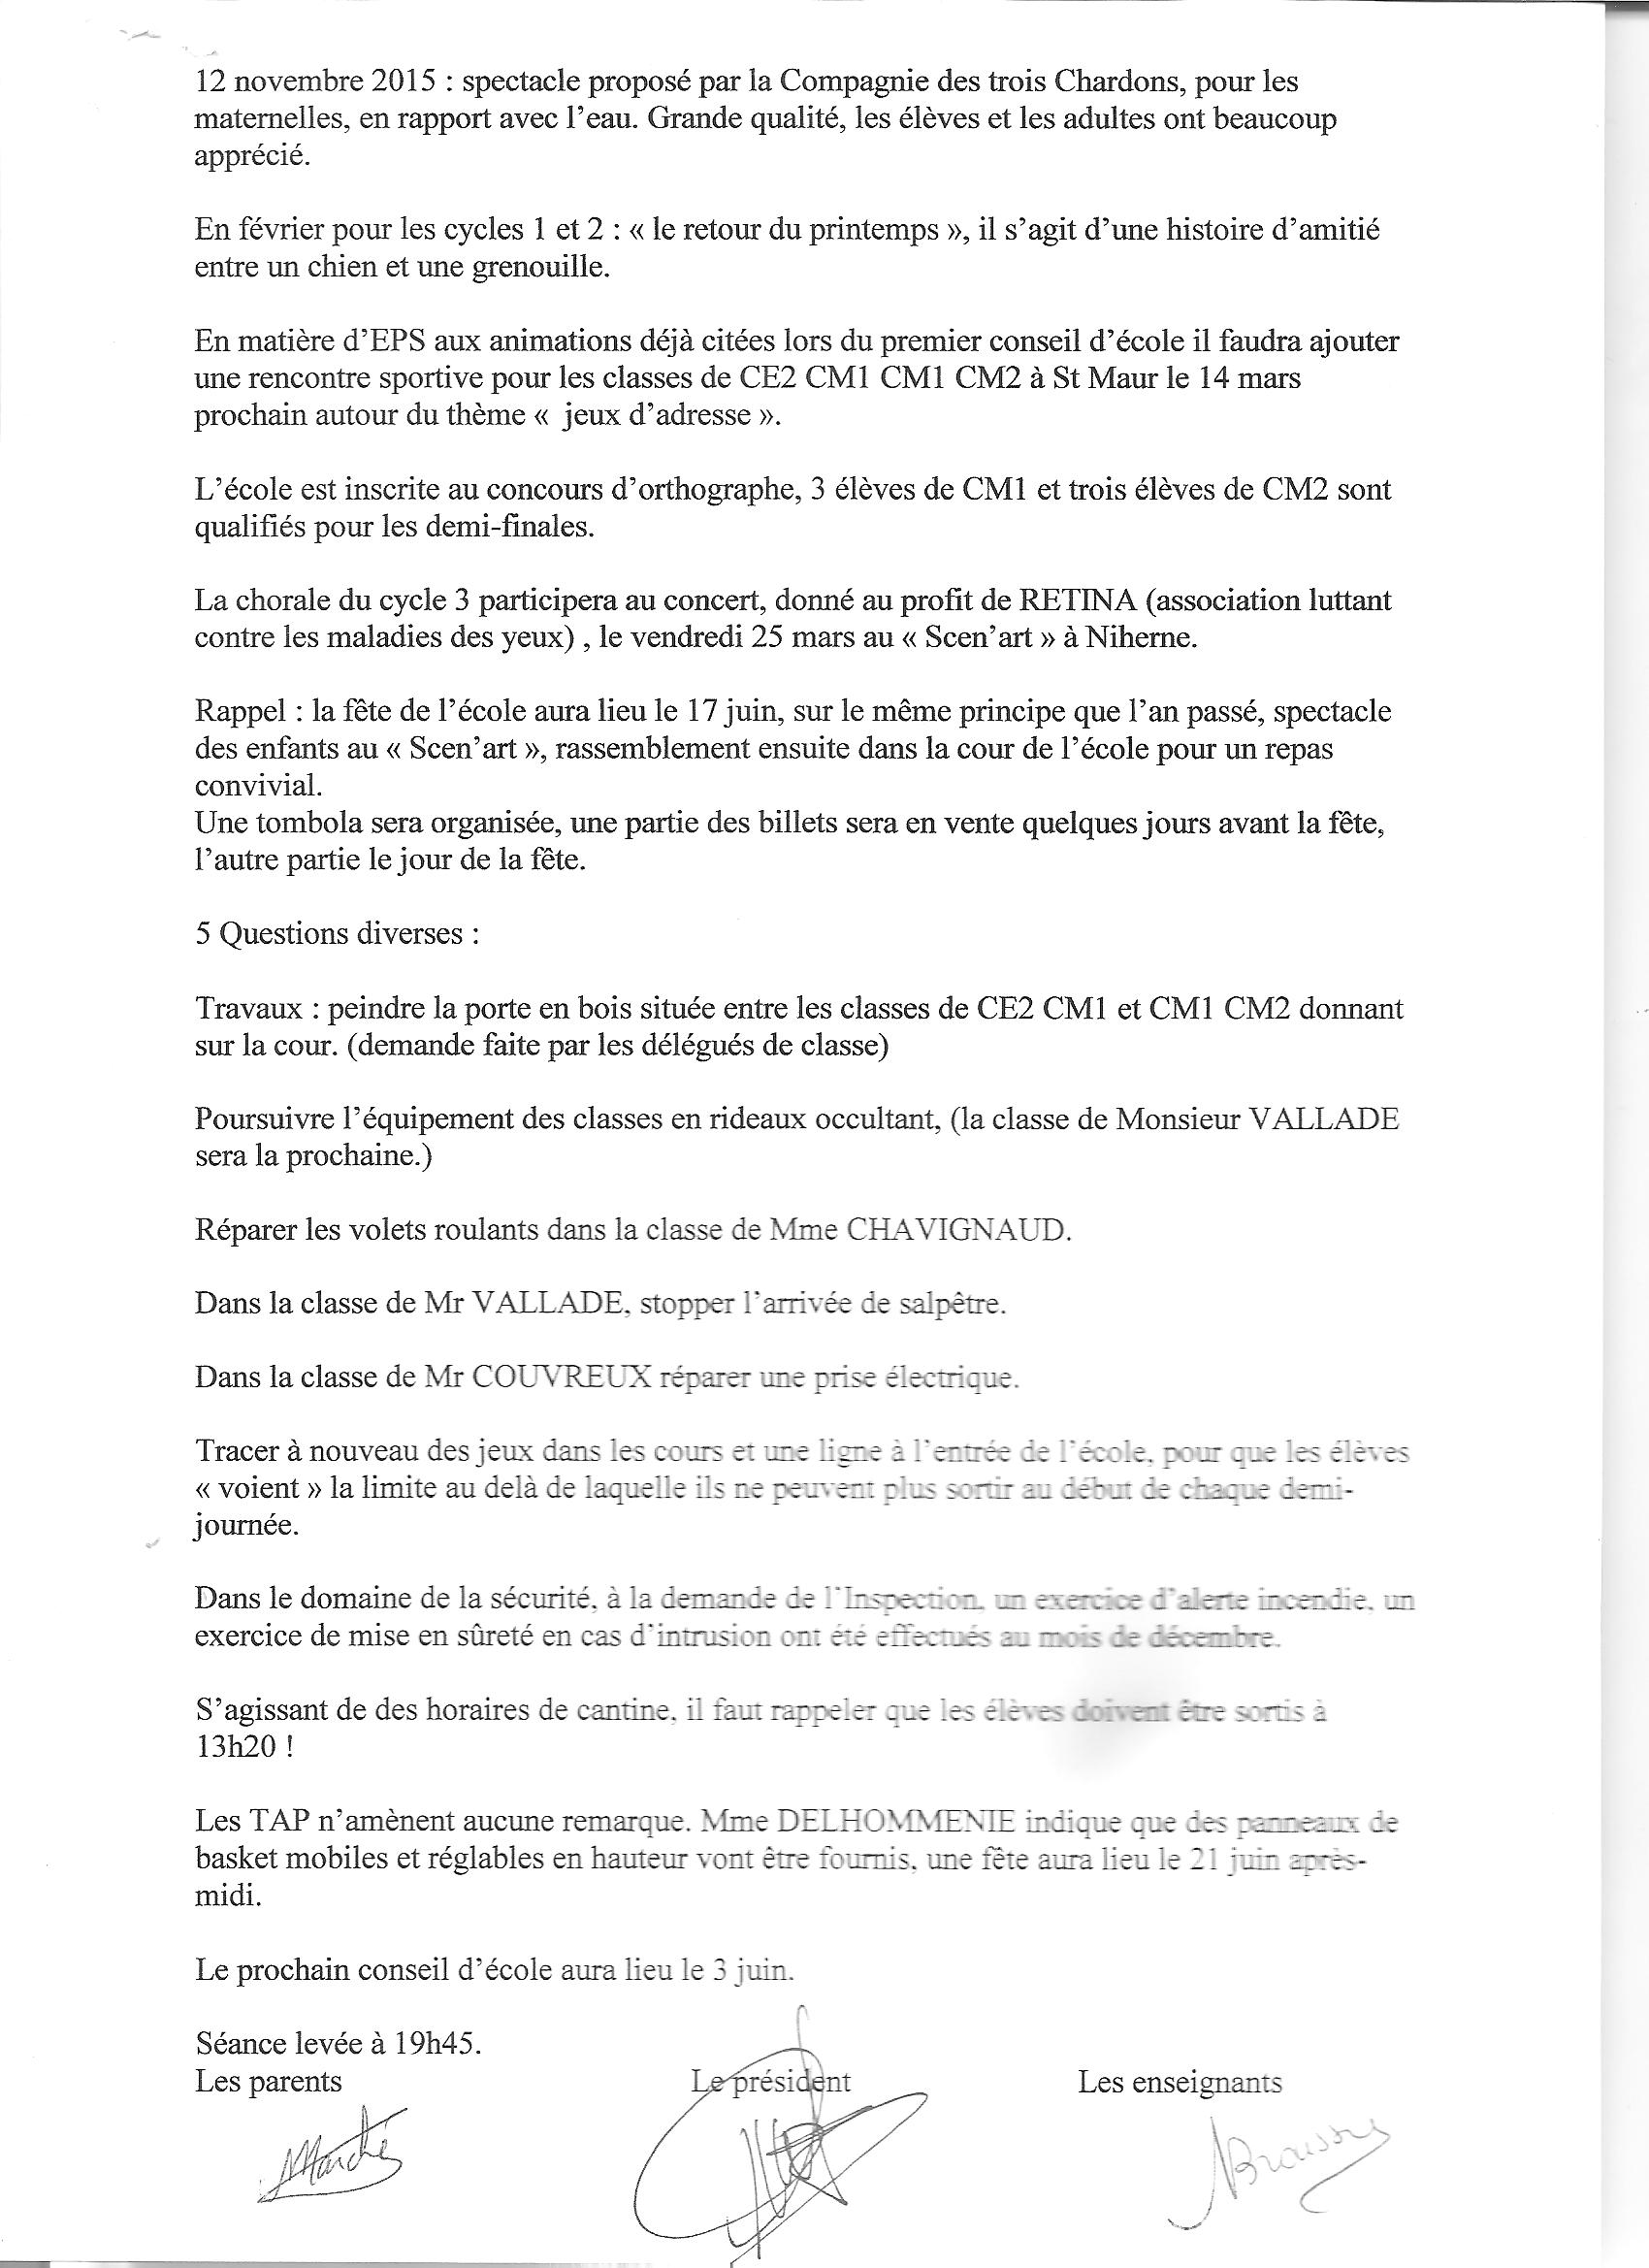 12 novembre 2015 : spectacle proposé par la Compagnie des trois Chardons, pour les
maternelles, en rapport avec l’eau. Grande qualité, les élèves et les adultes ont beaucoup
apprécié.
En février pour les cycles 1 et 2 : « le retour du printemps », il s’agit d’une histoire d’amitié
entre un chien et une grenouille.
En matière d’EPS aux animations déjà citées lors du premier conseil d’école il faudra ajouter
une rencontre sportive pour les classes de CE2 CM1 CM1 CM2 à St Maur le 14 mars
prochain autour du thème «  jeux d’adresse ».
L’école est inscrite au concours d’orthographe, 3 élèves de CM1 et trois élèves de CM2 sont
qualifiés pour les demi-finales.
La chorale du cycle 3 participera au concert, donné au profit de RETINA (association luttant
contre les maladies des yeux) , le vendredi 25 mars au « Scen’art » à Niherne.
Rappel : la fête de l’école aura lieu le 17 juin, sur le même principe que l’an passé, spectacle
des enfants au « Scen’art », rassemblement ensuite dans la cour de l’école pour un repas
convivial.
Une tombola sera organisée, une partie des billets sera en vente quelques jours avant la fête,
l’autre partie le jour de la fête.
5 Questions diverses :
Travaux : peindre la porte en bois située entre les classes de CE2 CM1 et CM1 CM2 donnant
sur la cour. (demande faite par les délégués de classe)
Poursuivre l’équipement des classes en rideaux occultant, (la classe de Monsieur VALLADE
sera la prochaine.)
Réparer les volets roulants dans la classe de Mme CHAVIGNAUD.
Dans la classe de Mr VALLADE, stopper l’arrivée de salpêtre.
Dans la classe de Mr COUVREUX réparer une prise électrique.
Tracer à nouveau des jeux dans les cours et une ligne à l’entrée de l’école, pour que les élèves
« voient » la limite au delà de laquelle ils ne peuvent plus sortir au début de chaque demi-
journée.
Dans le domaine de la sécurité, à la demande de l’Inspection, un exercice d’alerte incendie, un
exercice de mise en sûreté en cas d’intrusion ont été effectués au mois de décembre.
S’agissant de des horaires de cantine, il faut rappeler que les élèves doivent être sortis à
13h20 !
Les TAP n’amènent aucune remarque. Mme DELHOMMENIE indique que des panneaux de
basket mobiles et réglables en hauteur vont être fournis, une fête aura lieu le 21 juin après-
midi.
Le prochain conseil d’école aura lieu le 3 juin.
Séance levée à 19h45.
Les parents Le président Les enseignants